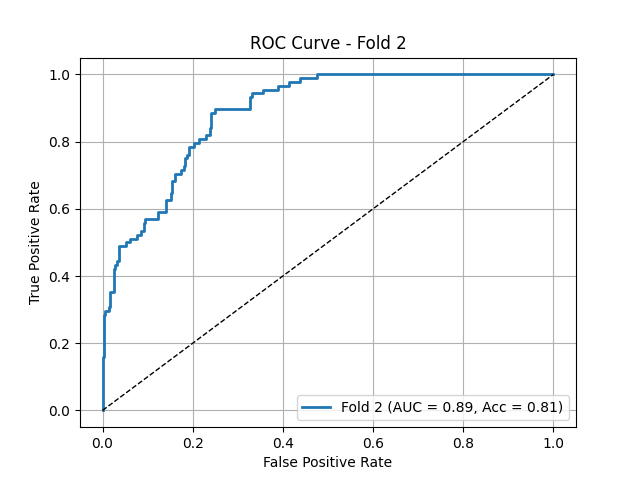 ROC Curve - Fold 2
True Positive Rate
1.0
0.8
0.6
0.4
0.2
0.0
Fold 2 (AUC = 0.89, Acc = 0.81)
0.0 0.2 0.4 0.6 0.8 1.0
False Positive Rate